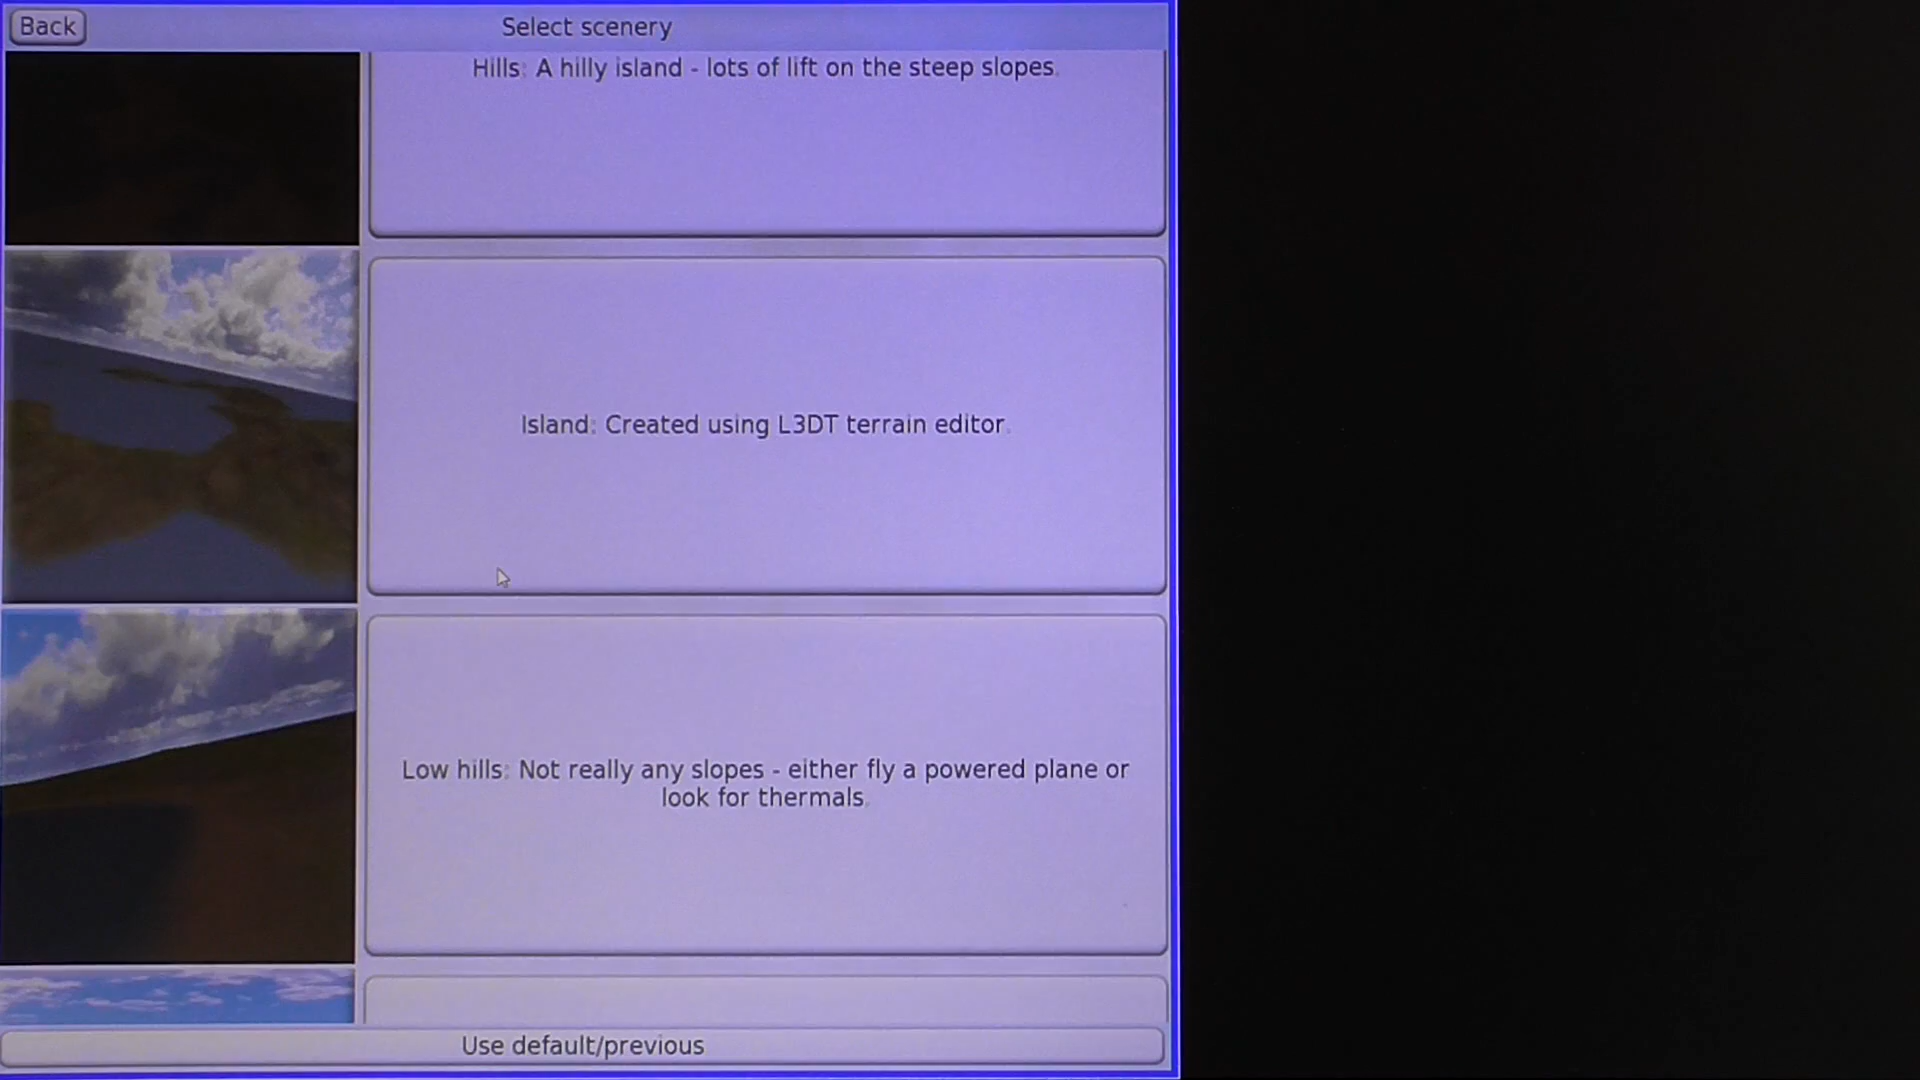 Back
Select scenery
Hills: A hilly island - lots of lift on the steep slopes.
Island: Created using L3DT terrain editor.
Low hills: Not really any slopes - either fly a powered plane or
look for thermals.
Use default/previous